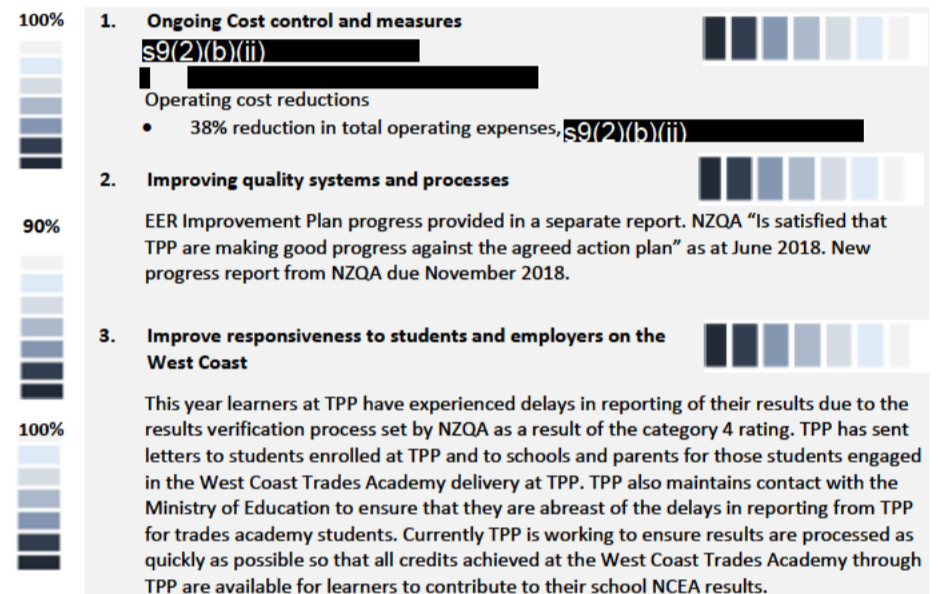 100%
1. Ongoing Cost control and measures
s9(2)(b)(ii)
Operating cost reductions
• 38% reduction in total operating expenses, s9(2)(b)(ii)
2. Improving quality systems and processes
90%
EER Improvement Plan progress provided in a separate report. NZQA “Is satisfied that
TPP are making good progress against the agreed action plan” as at June 2018. New
progress report from NZQA due November 2018.
3. Improve responsiveness to students and employers on the
West Coast
This year learners at TPP have experienced delays in reporting of their results due to the
100%
results verification process set by NZQA as a result of the category 4 rating. TPP has sent
letters to students enrolled at TPP and to schools and parents for those students engaged
in the West Coast Trades Academy delivery at TPP. TPP also maintains contact with the
Ministry of Education to ensure that they are abreast of the delays in reporting from TPP
for trades academy students. Currently TPP is working to ensure results are processed as
quickly as possible so that all credits achieved at the West Coast Trades Academy through
TPP are available for learners to contribute to their school NCEA results.